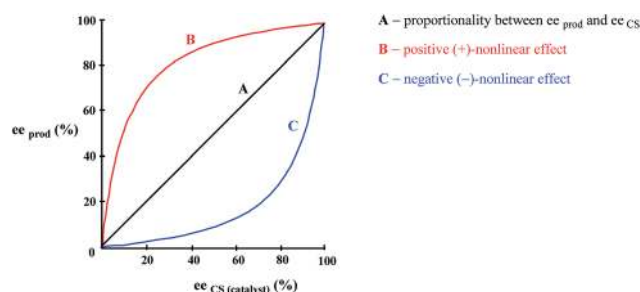 100
80
60
40
20
0
ee prod (%)
B
A
C
20
40
60
80
100
ee CS (catalyst) (%)
A – proportionality between ee prod and ee CS
B – positive (+)-nonlinear effect
C – negative (−)-nonlinear effect